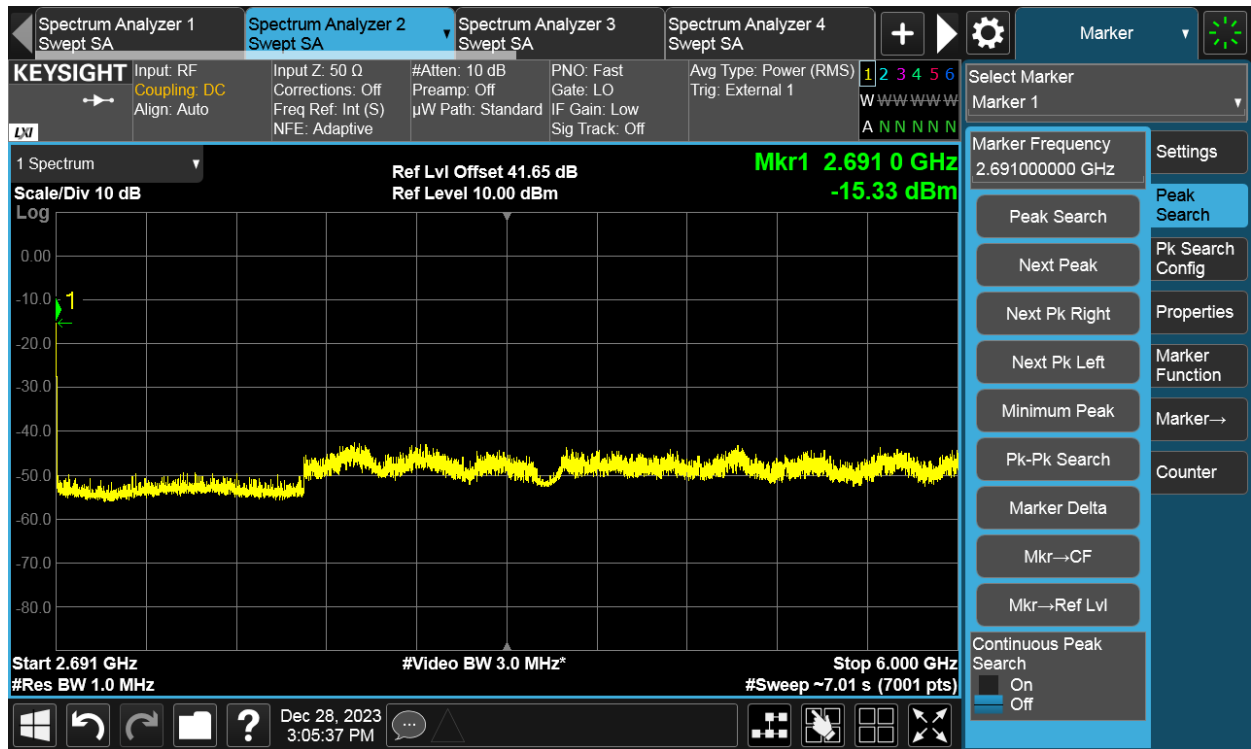 Spectrum Analyzer 1
Swept SA
Spectrum Analyzer 2
Swept SA
Spectrum Analyzer 3
Swept SA
Spectrum Analyzer 4
Swept SA
+
Marker
KEYSIGHT
LXI
Input: RF
Coupling: DC
Align: Auto
Input Z: 50 Ω
Corrections: Off
Freq Ref: Int (S)
NFE: Adaptive
#Atten: 10 dB
Preamp: Off
µW Path: Standard
PNO: Fast
Gate: LO
IF Gain: Low
Sig Track: Off
Avg Type: Power (RMS)
Trig: External 1
1 2 3 4 5 6
W W W W W W
A N N N N N
Select Marker
Marker 1
1 Spectrum
Scale/Div 10 dB
Log
Ref Lvl Offset 41.65 dB
Ref Level 10.00 dBm
Mkr1 2.691 0 GHz
-15.33 dBm
0.00
-10.0
-20.0
-30.0
-40.0
-50.0
-60.0
-70.0
-80.0
1
Start 2.691 GHz
#Res BW 1.0 MHz
#Video BW 3.0 MHz*
Stop 6.000 GHz
#Sweep ~7.01 s (7001 pts)
Marker Frequency
2.691000000 GHz
Peak Search
Next Peak
Next Pk Right
Next Pk Left
Minimum Peak
Pk-Pk Search
Marker Delta
Mkr→CF
Mkr→Ref Lvl
Continuous Peak
Search
On
Off
Settings
Peak
Search
Pk Search
Config
Properties
Marker
Function
Marker→
Counter
?
Dec 28, 2023
3:05:37 PM